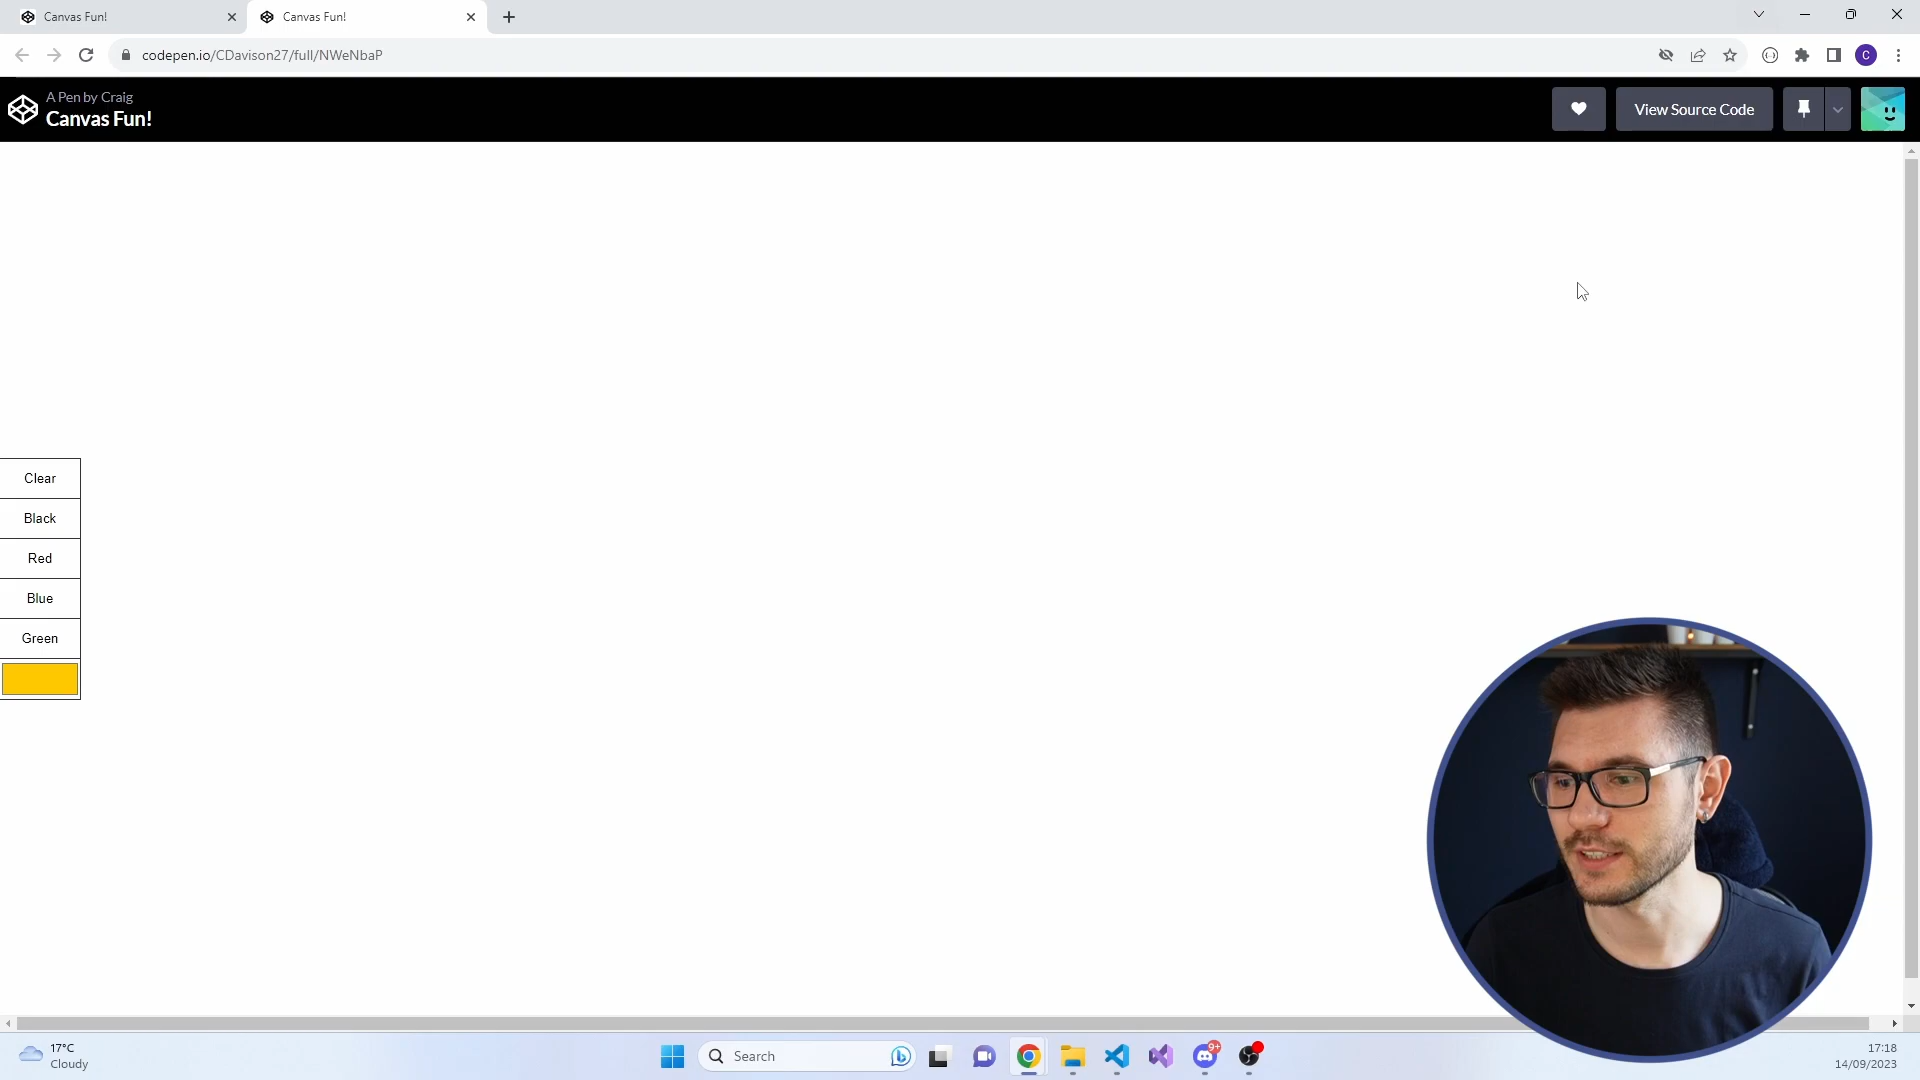 Canvas Fun!
Canvas Fun!
codepen.io/CDavison27/full/NWeNbaP
C
A Pen by Craig
Canvas Fun!
View Source Code
Clear
Black
Red
Blue
Green
17°C
Cloudy
Search
9+
17:18
14/09/2023